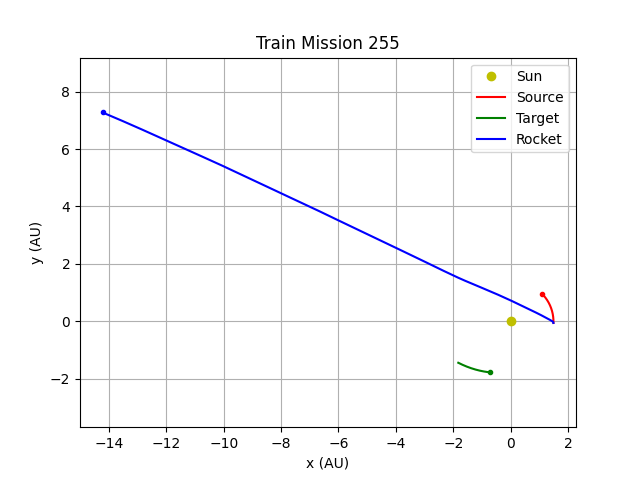 Train Mission 255
Sun
Source
Target
Rocket
y (AU)
8
6
4
2
0
−2
−14
−12
−10
−8
−6
−4
−2
0
2
x (AU)